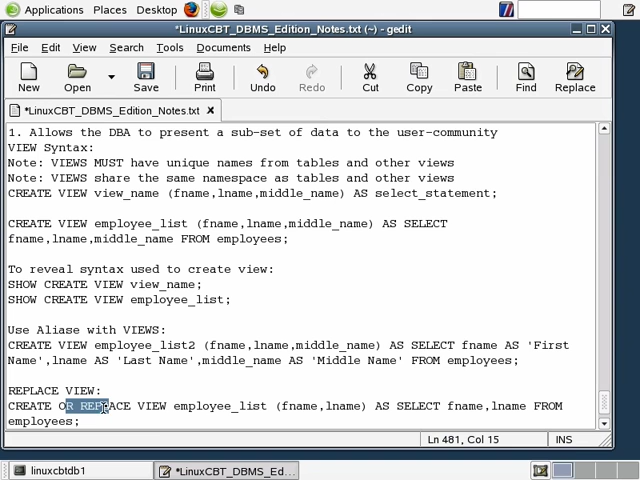 Applications Places Desktop
*LinuxCBT_DBMS_Edition_Notes.txt (~) - gedit
File Edit View Search Tools Documents Help
New Open Save Print Undo Redo Cut Copy Paste Find Replace
*LinuxCBT_DBMS_Edition_Notes.txt x
1. Allows the DBA to present a sub-set of data to the user-community
VIEW Syntax:
Note: VIEWS MUST have unique names from tables and other views
Note: VIEWS share the same namespace as tables and other views
CREATE VIEW view_name (fname,lname,middle_name) AS select_statement;
CREATE VIEW employee_list (fname,lname,middle_name) AS SELECT
fname,lname,middle_name FROM employees;
To reveal syntax used to create view:
SHOW CREATE VIEW view_name;
SHOW CREATE VIEW employee_list;
Use Aliase with VIEWS:
CREATE VIEW employee_list2 (fname,lname,middle_name) AS SELECT fname AS 'First
Name',lname AS 'Last Name',middle_name AS 'Middle Name' FROM employees;
REPLACE VIEW:
CREATE OR REPLACE VIEW employee_list (fname,lname) AS SELECT fname,lname FROM
employees;
Ln 481, Col 15 INS
linuxcbtdb1 *LinuxCBT_DBMS_Ed...